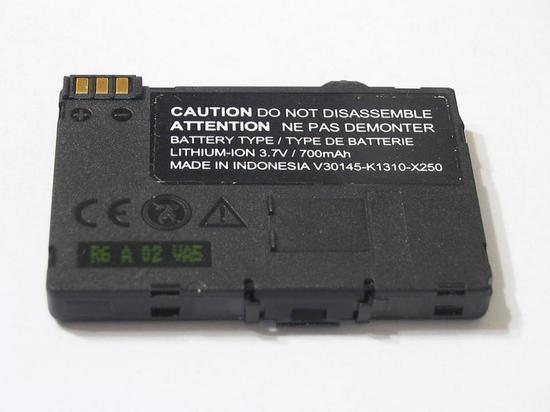 CAUTION DO NOT DISASSEMBLE
ATTENTION NE PAS DEMONTER
BATTERY TYPE / TYPE DE BATTERIE
LITHIUM-ION 3.7V / 700mAh
MADE IN INDONESIA V30145-K1310-X250
+ -
CE
R6 A 02 VA5